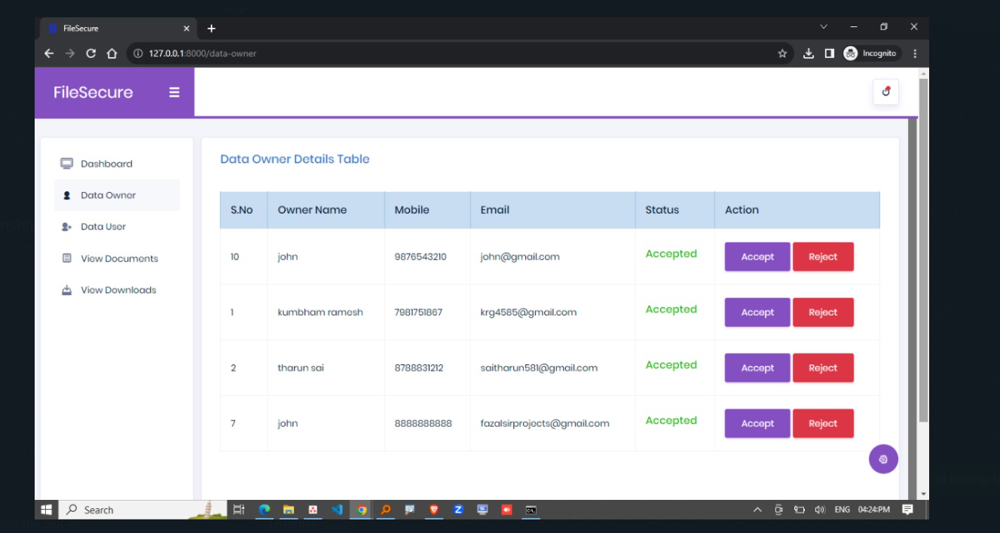 FileSecure
127.0.0.1:8000/data-owner
Incognito
FileSecure
Dashboard
Data Owner
Data User
View Documents
View Downloads
Data Owner Details Table
S.No Owner Name Mobile Email Status Action
10 john 9876543210 john@gmail.com Accepted Accept Reject
1 kumbham ramesh 7981751867 krg4585@gmail.com Accepted Accept Reject
2 tharun sai 8788831212 saitharun581@gmail.com Accepted Accept Reject
7 john 8888888888 fazalsirprojects@gmail.com Accepted Accept Reject
Search
ENG 04:24 PM